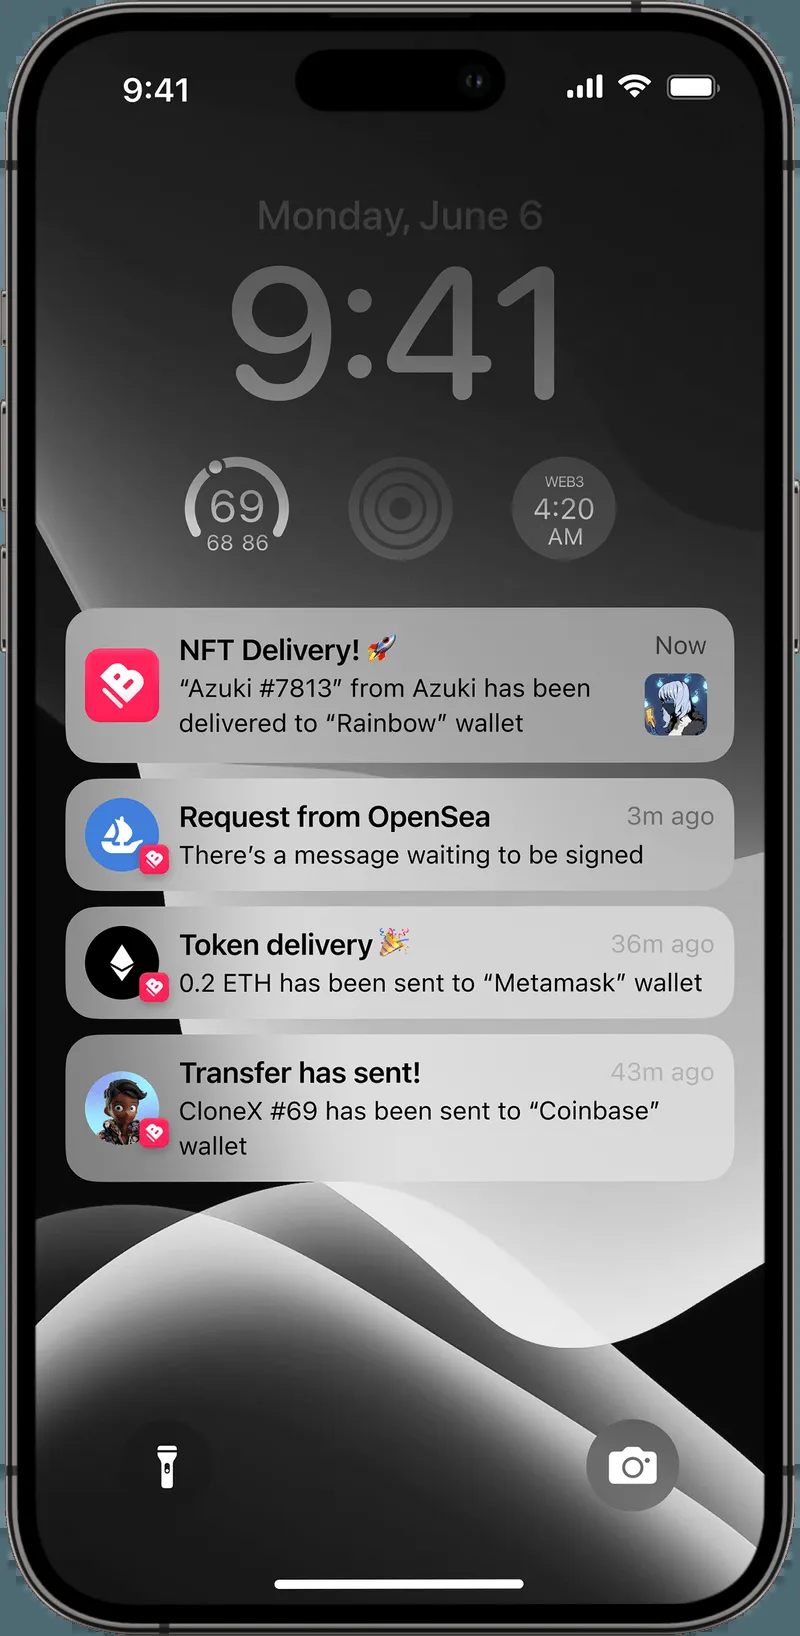 9:41
Monday, June 6
9:41
69
68 86
WEB3
4:20
AM
NFT Delivery! 🚀
Now
“Azuki #7813” from Azuki has been
delivered to “Rainbow” wallet
Request from OpenSea
3m ago
There’s a message waiting to be signed
Token delivery 🎉
36m ago
0.2 ETH has been sent to “Metamask” wallet
Transfer has sent!
43m ago
CloneX #69 has been sent to “Coinbase”
wallet